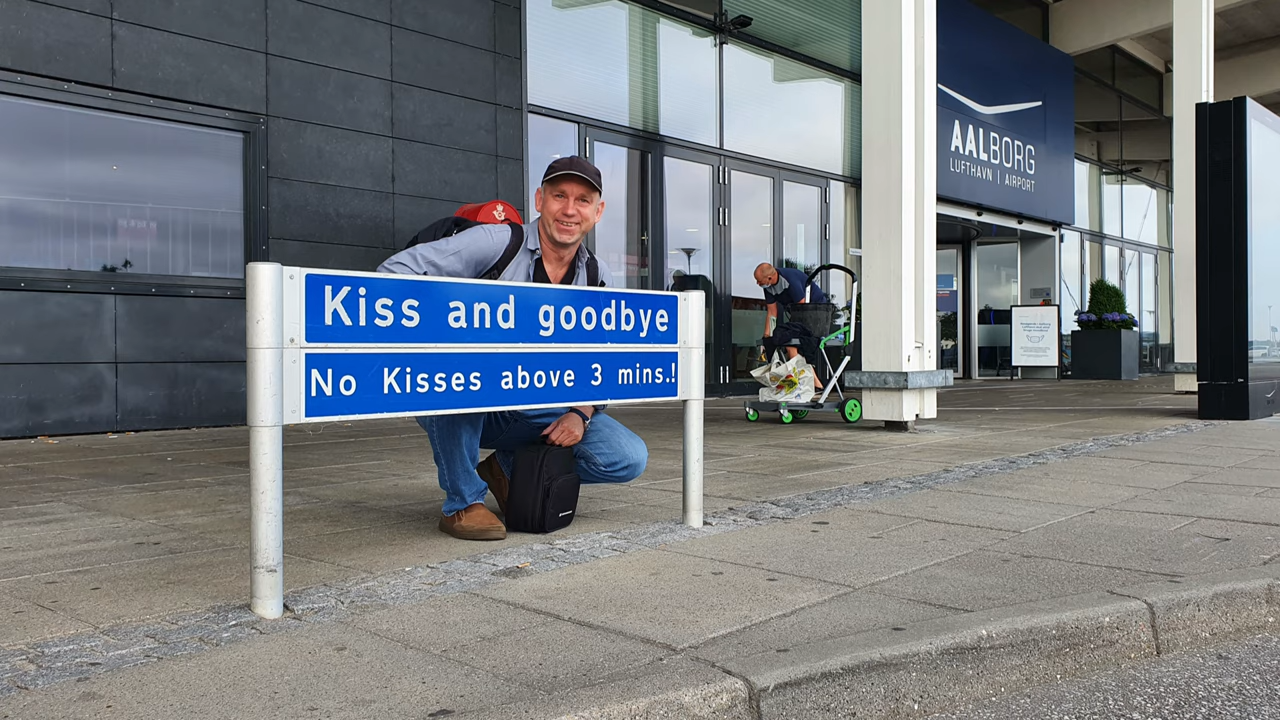 Kiss and goodbye
No Kisses above 3 mins.!
AALBORG
LUFTHAVN | AIRPORT